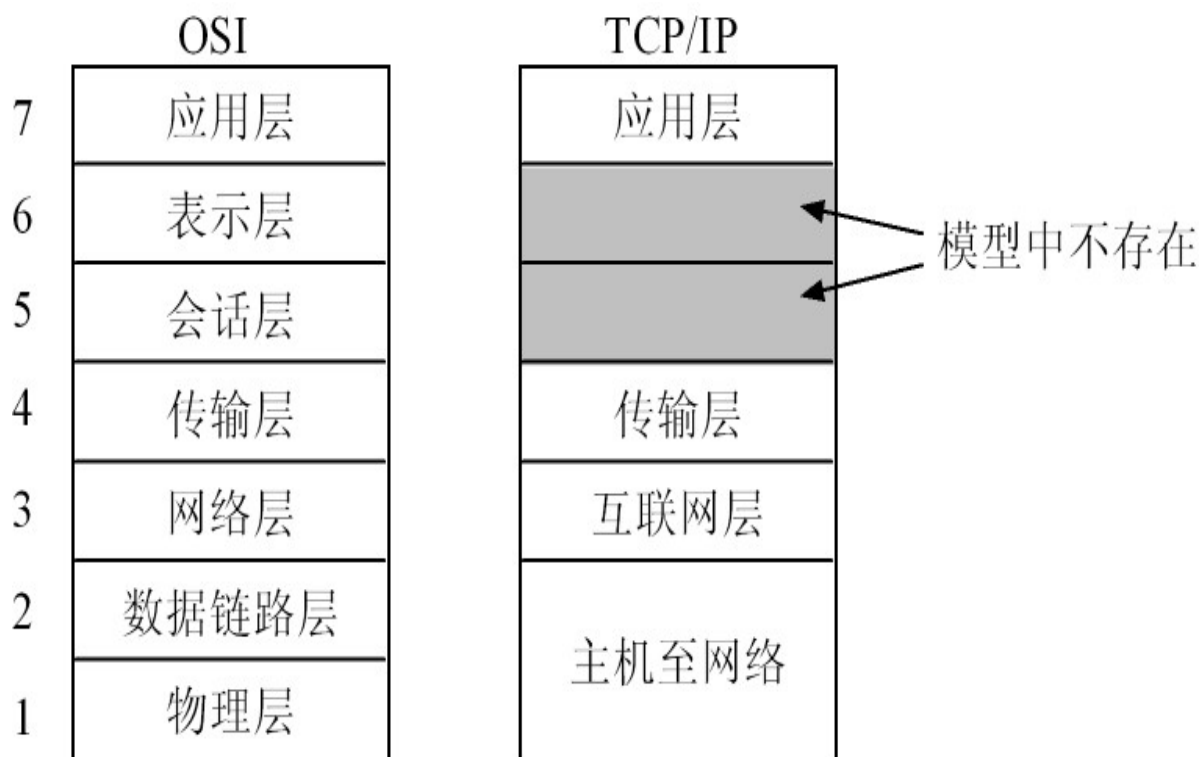 OSI
TCP/IP
7
应用层
应用层
6
表示层
模型中不存在
5
会话层
4
传输层
传输层
3
网络层
互联网层
2
数据链路层
主机至网络
1
物理层